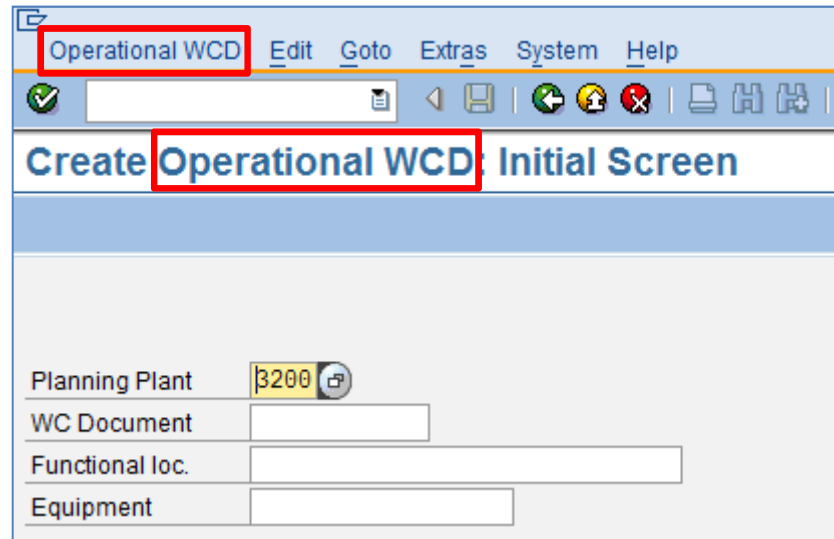 Operational WCD Edit Goto Extras System Help
Create Operational WCD: Initial Screen
Planning Plant 3200
WC Document
Functional loc.
Equipment